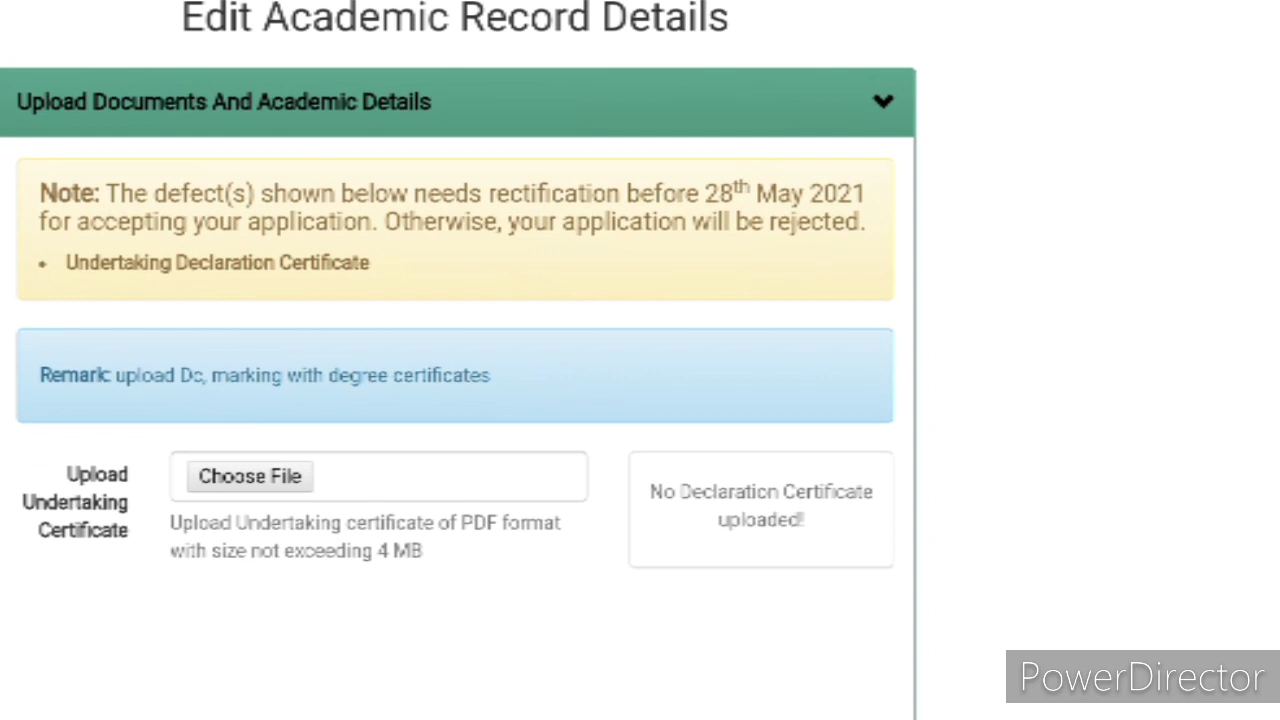 Edit Academic Record Details
Upload Documents And Academic Details
Note: The defect(s) shown below needs rectification before 28th May 2021
for accepting your application. Otherwise, your application will be rejected.
• Undertaking Declaration Certificate
Remark: upload Dc, marking with degree certificates
Upload
Undertaking
Certificate
Choose File
Upload Undertaking certificate of PDF format
with size not exceeding 4 MB
No Declaration Certificate
uploaded!
PowerDirector